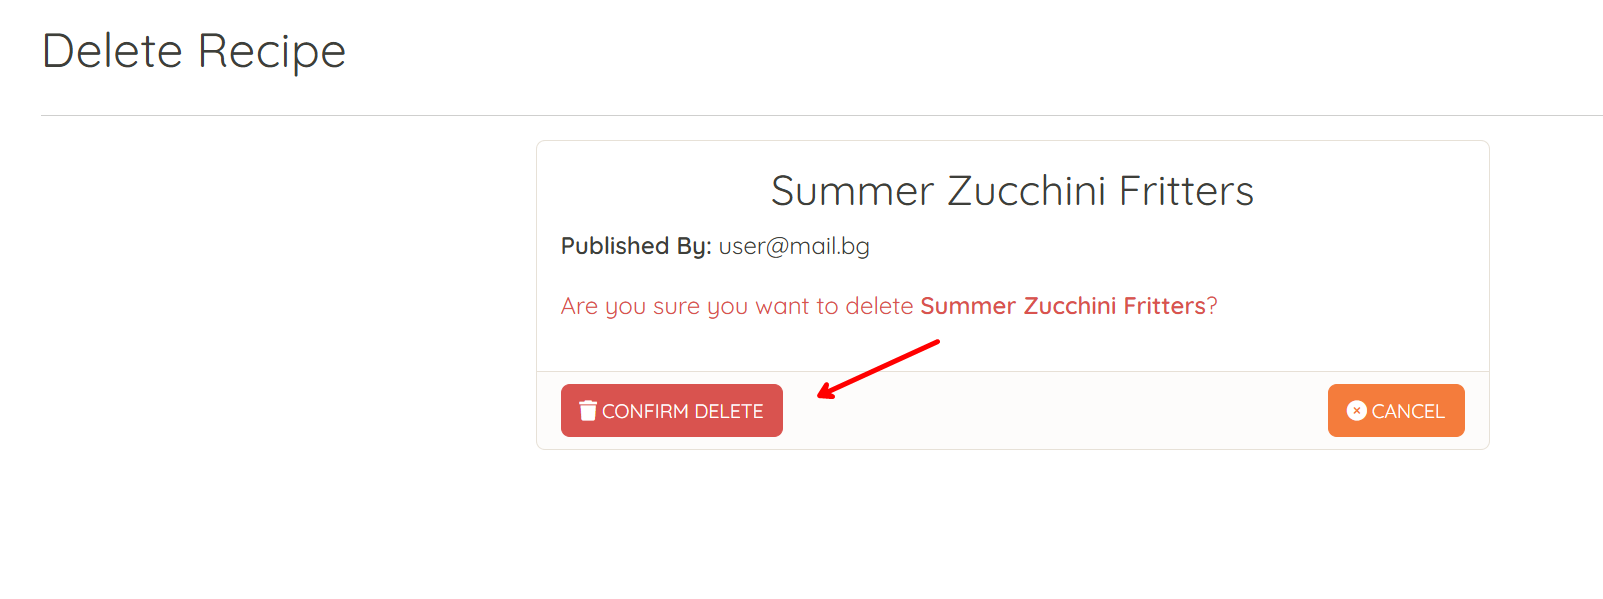 Delete Recipe
Summer Zucchini Fritters
Published By: user@mail.bg
Are you sure you want to delete Summer Zucchini Fritters?
CONFIRM DELETE
CANCEL